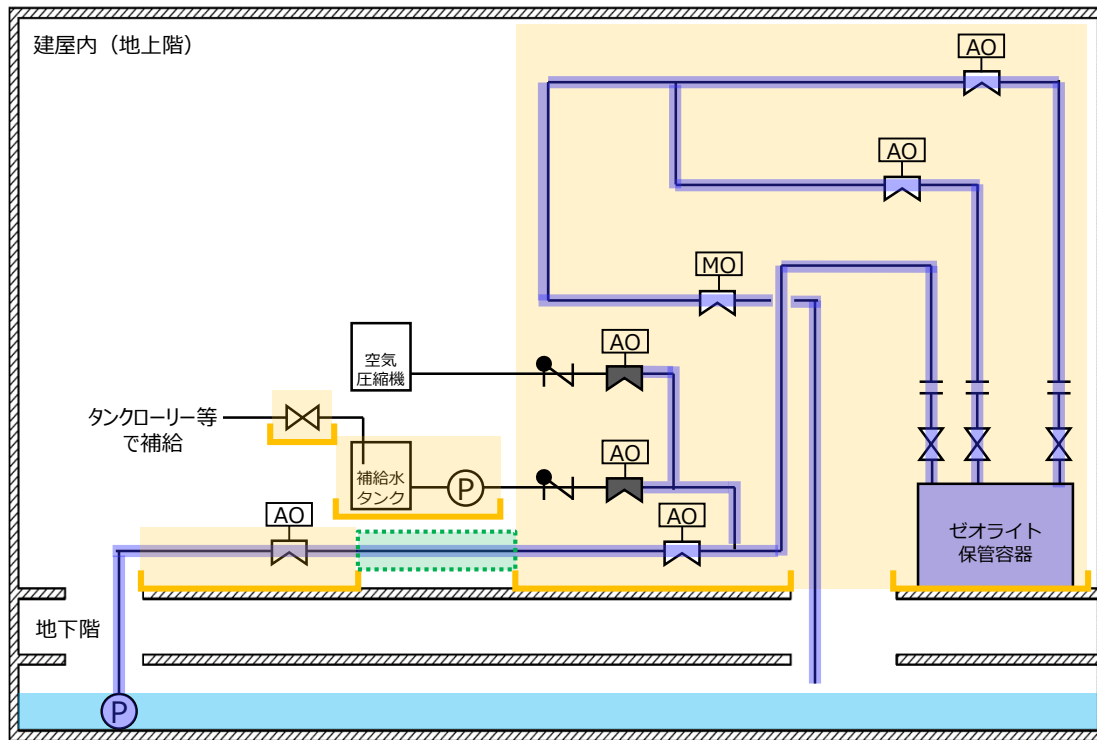 建屋内（地上階）
AO
AO
MO
AO
空気
圧縮機
タンクローリー等
で補給
AO
補給水
タンク
P
AO
AO
ゼオライト
保管容器
地下階
P